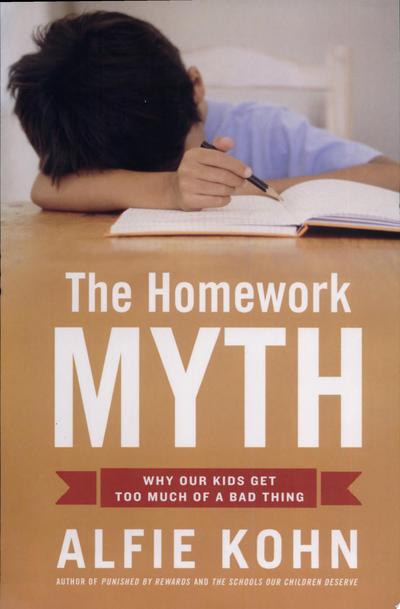 The Homework
MYTH
WHY OUR KIDS GET
TOO MUCH OF A BAD THING
ALFIE KOHN
AUTHOR OF PUNISHED BY REWARDS AND THE SCHOOLS OUR CHILDREN DESERVE